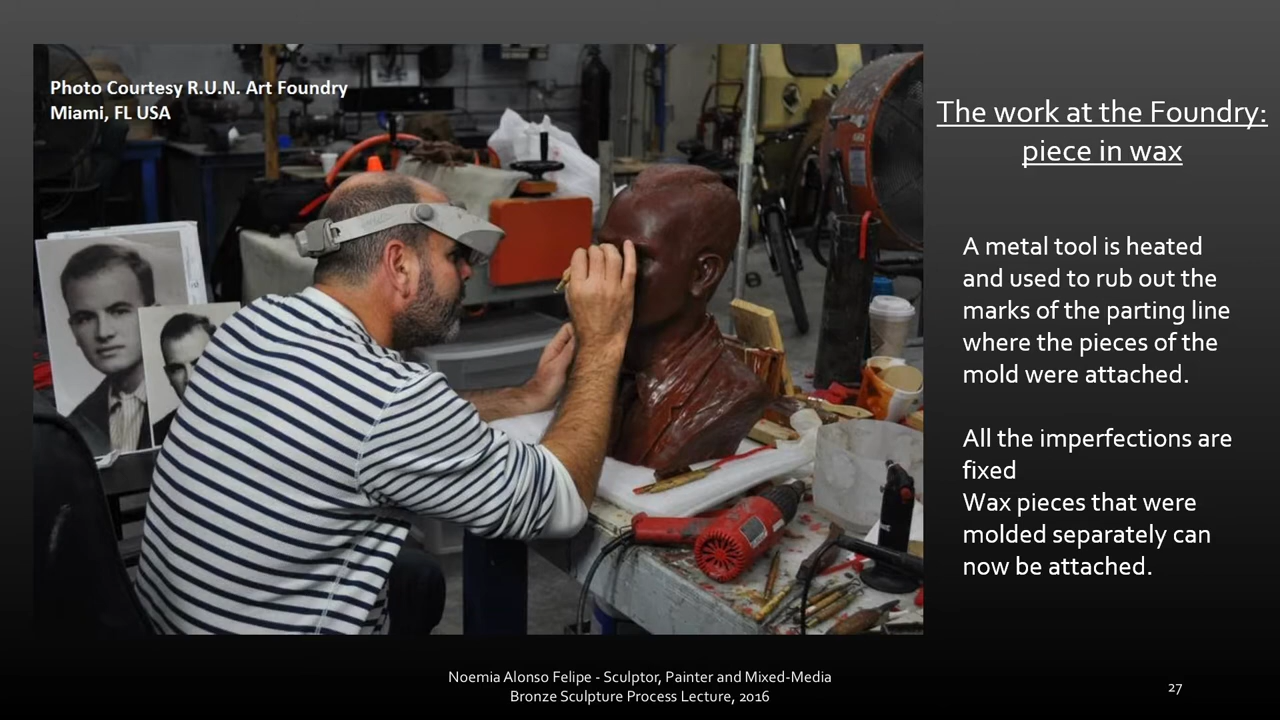 Photo Courtesy R.U.N. Art Foundry
Miami, FL USA
The work at the Foundry:
piece in wax
A metal tool is heated
and used to rub out the
marks of the parting line
where the pieces of the
mold were attached.
All the imperfections are
fixed
Wax pieces that were
molded separately can
now be attached.
Noemia Alonso Felipe - Sculptor, Painter and Mixed-Media
Bronze Sculpture Process Lecture, 2016
27